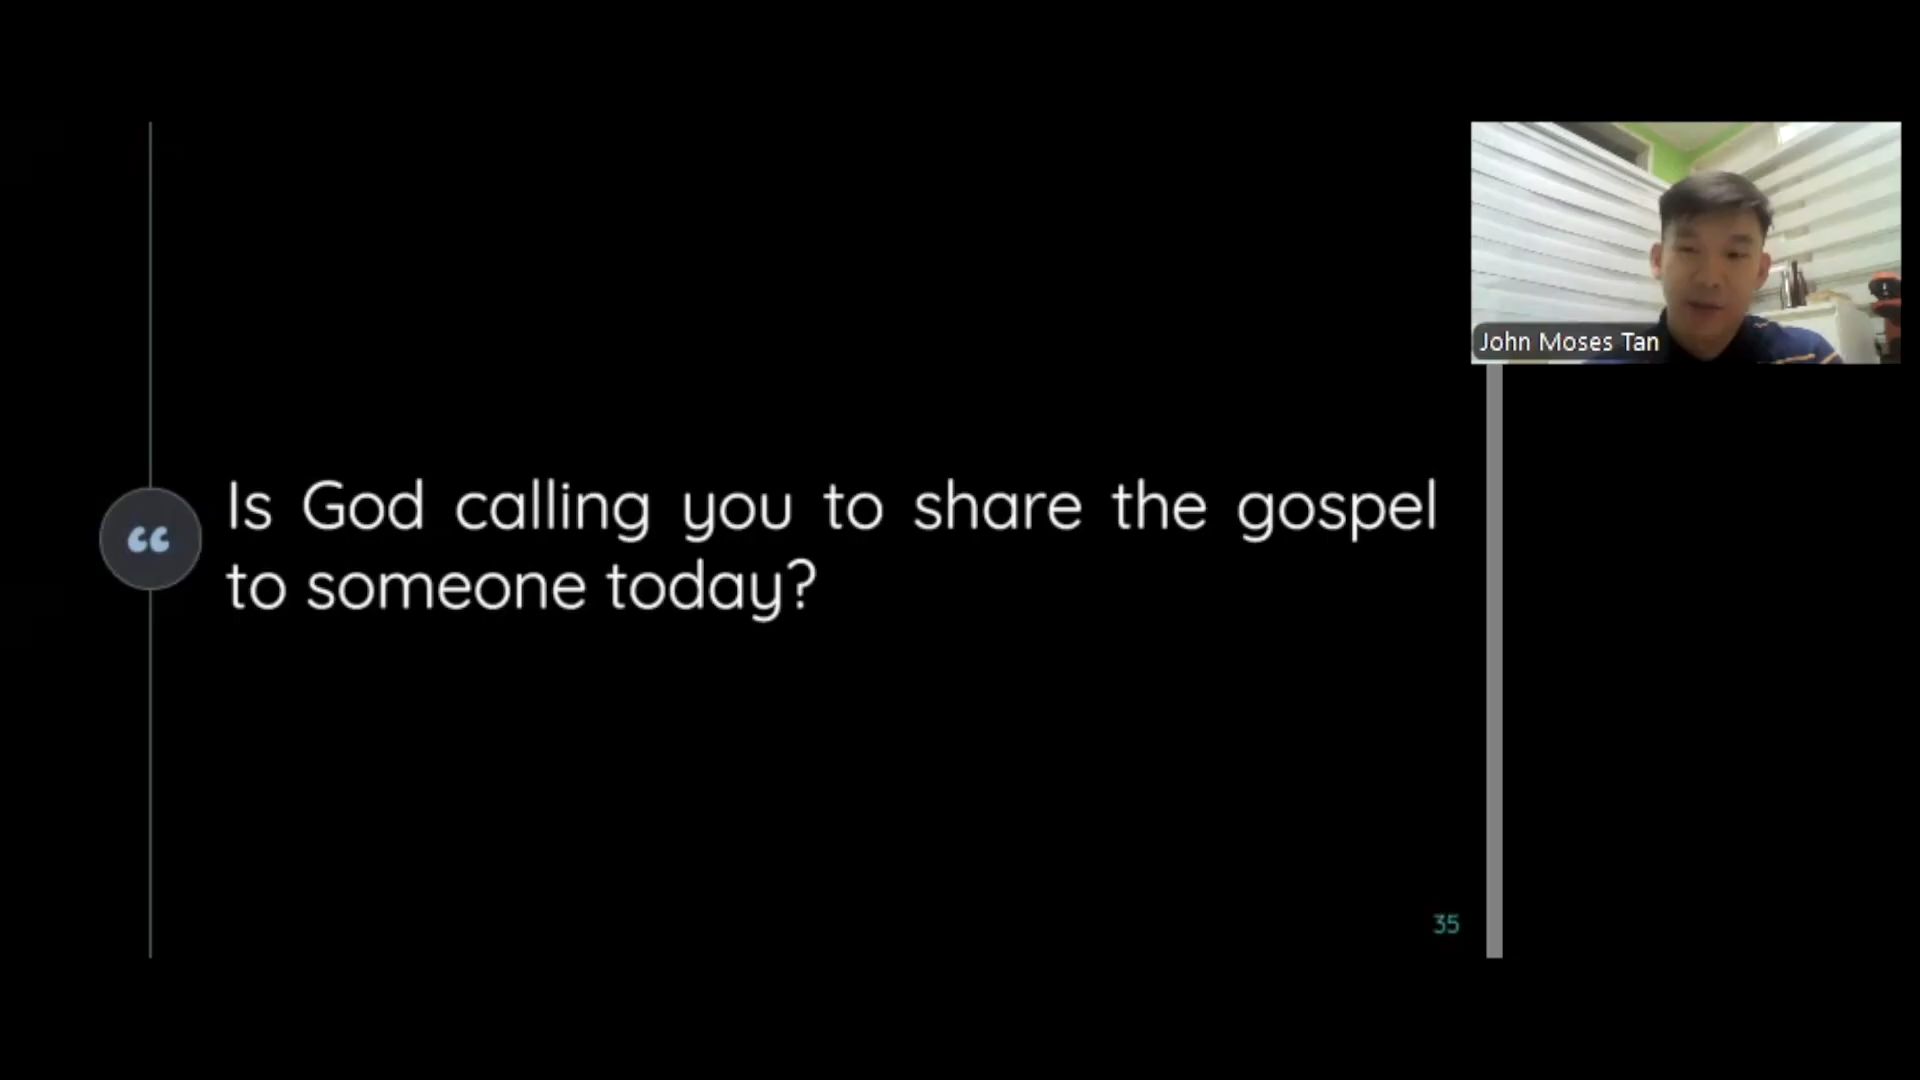 John Moses Tan
“
Is God calling you to share the gospel
to someone today?
35